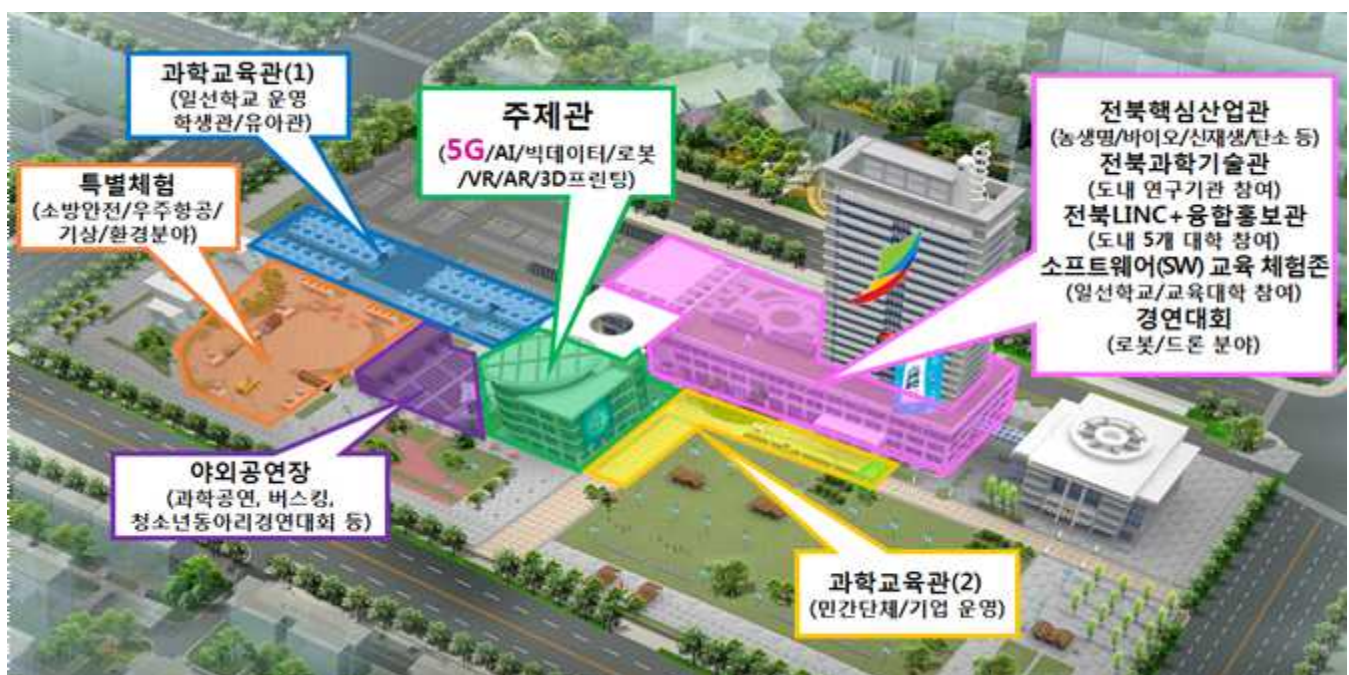 과학교육관(1)
(일선학교 운영
학생관/유아관)
주제관
(5G/AI/빅데이터/로봇
/VR/AR/3D프린팅)
특별체험
(소방안전/우주항공/
기상/환경분야)
전북핵심산업관
(농생명/바이오/신재생/탄소 등)
전북과학기술관
(도내 연구기관 참여)
전북LINC+융합홍보관
(도내 5개 대학 참여)
소프트웨어(SW) 교육 체험존
(일선학교/교육대학 참여)
경연대회
(로봇/드론 분야)
야외공연장
(과학공연, 버스킹,
청소년동아리경연대회 등)
과학교육관(2)
(민간단체/기업 운영)